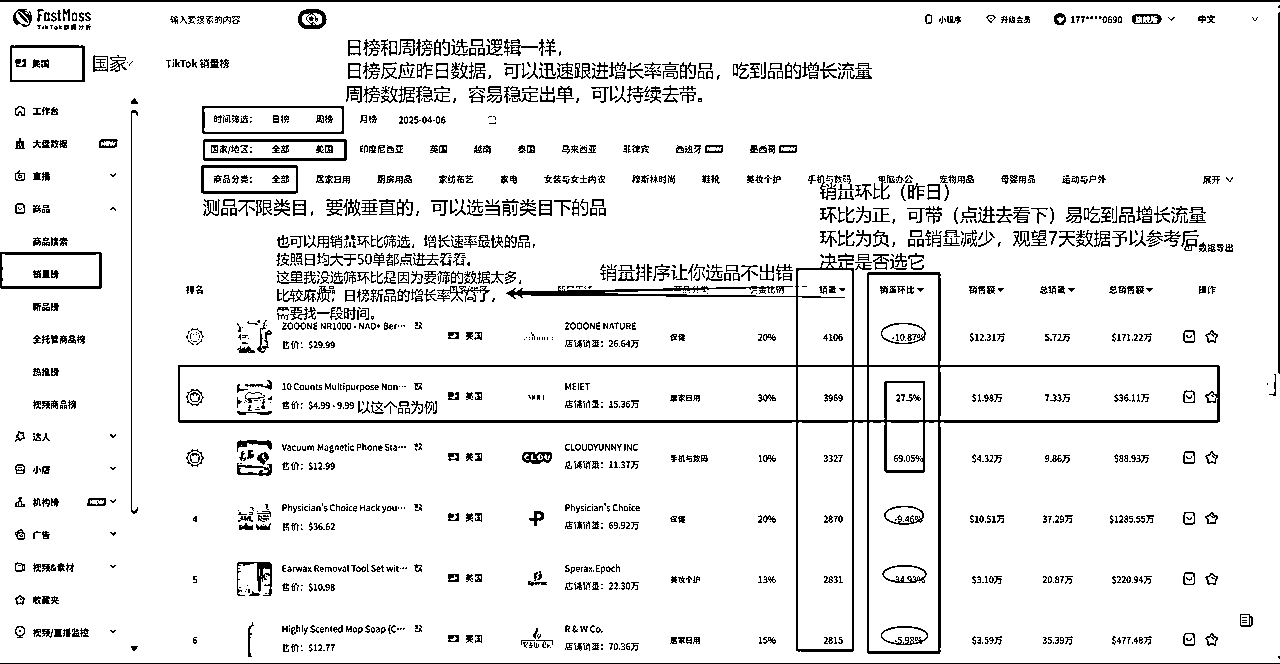 FastMoss
TikTok数据分析
输入要搜索的内容
小程序
升级会员
177****0690
旗舰版
中文
美国
国家
TikTok 销量榜
日榜和周榜的选品逻辑一样，
日榜反应昨日数据，可以迅速跟进增长率高的品，吃到品的增长流量
周榜数据稳定，容易稳定出单，可以持续去带。
工作台
大盘数据 NEW
直播
商品
商品搜索
销量榜
新品榜
全托管商品榜
热推榜
视频商品榜
达人
小店
机构榜 NEW
广告
视频&素材
收藏夹
视频/直播监控
时间筛选： 日榜 周榜 月榜 2025-04-06
国家/地区： 全部 美国 印度尼西亚 英国 越南 泰国 马来西亚 菲律宾 西班牙 NEW 墨西哥 NEW
商品分类： 全部 居家日用 厨房用品 家纺布艺 家电 女装与女士内衣 穆斯林时尚 鞋靴 美妆个护 手机与数码 电脑办公 宠物用品 母婴用品 运动与户外 展开
测品不限类目，要做垂直的，可以选当前类目下的品
销量环比（昨日）
环比为正，可带（点进去看下）易吃到品增长流量
环比为负，品销量减少，观望7天数据予以参考后
决定是否选它
数据导出
也可以用销量环比筛选，增长速率最快的品，
按照日均大于50单都点进去看看。
这里我没选筛环比是因为要筛的数据太多，
比较麻烦，日榜新品的增长率太高了，
需要找一段时间。
销量排序让你选品不出错
排名 商品分类 佣金比例 销量 销量环比 销售额 总销量 总销售额 操作
ZOOONE NR1000 - NAD+ Ber··· 美国 ZOOONE NATURE 保健 20% 4106 -10.87% $12.31万 5.72万 $171.22万
售价：$29.99 店铺销量：26.64万
10 Counts Multipurpose Non··· 美国 MEIET 居家日用 30% 3969 27.5% $1.98万 7.33万 $36.11万
售价：$4.99 - 9.99 以这个品为例 店铺销量：15.36万
Vacuum Magnetic Phone Sta··· 美国 CLOUDYUNNY INC 手机与数码 10% 3327 69.05% $4.32万 9.86万 $88.93万
售价：$12.99 店铺销量：11.37万
4 Physician's Choice Hack you··· 美国 Physician's Choice 保健 20% 2870 -9.46% $10.51万 37.29万 $1285.55万
售价：$36.62 店铺销量：69.92万
5 Earwax Removal Tool Set wit··· 美国 Sperax.Epoch 美妆个护 13% 2831 -34.93% $3.10万 20.87万 $220.94万
售价：$10.98 店铺销量：22.30万
6 Highly Scented Mop Soap (C··· 美国 R & W Co. 居家日用 15% 2815 -5.98% $3.59万 35.39万 $477.48万
售价：$12.77 店铺销量：70.36万